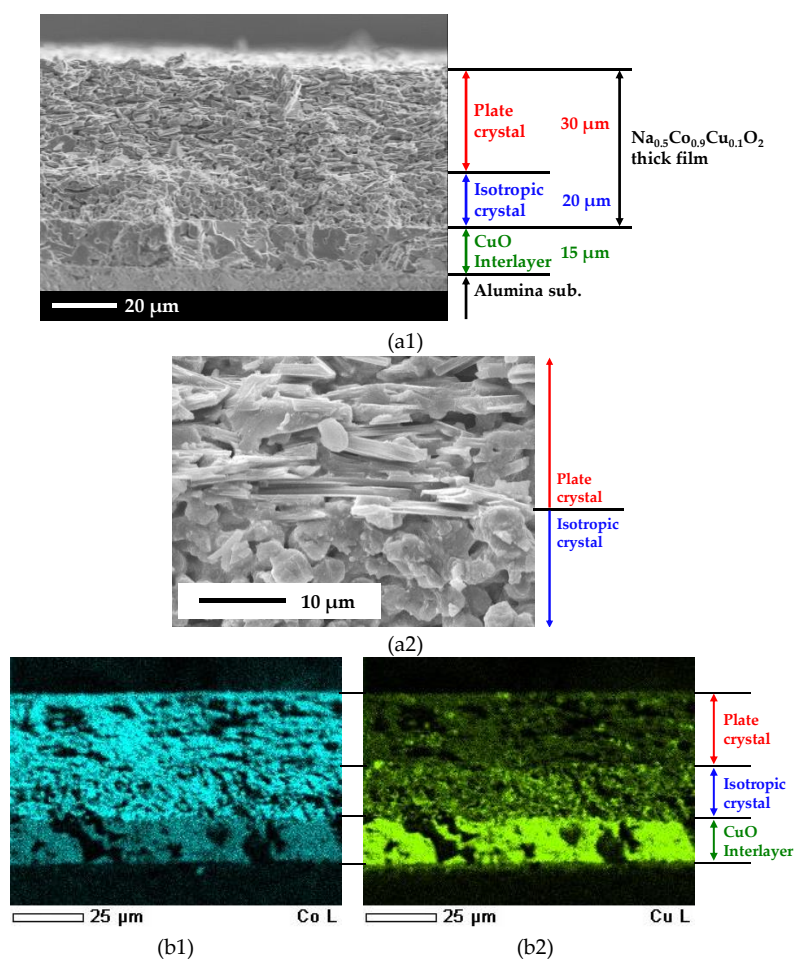 Plate
crystal
30 μm
Na0.5Co0.9Cu0.1O2
thick film
Isotropic
crystal
20 μm
CuO
Interlayer
15 μm
20 μm
Alumina sub.
(a1)
Plate
crystal
Isotropic
crystal
10 μm
(a2)
Plate
crystal
Isotropic
crystal
CuO
Interlayer
25 μm
Co L
25 μm
Cu L
(b1)
(b2)